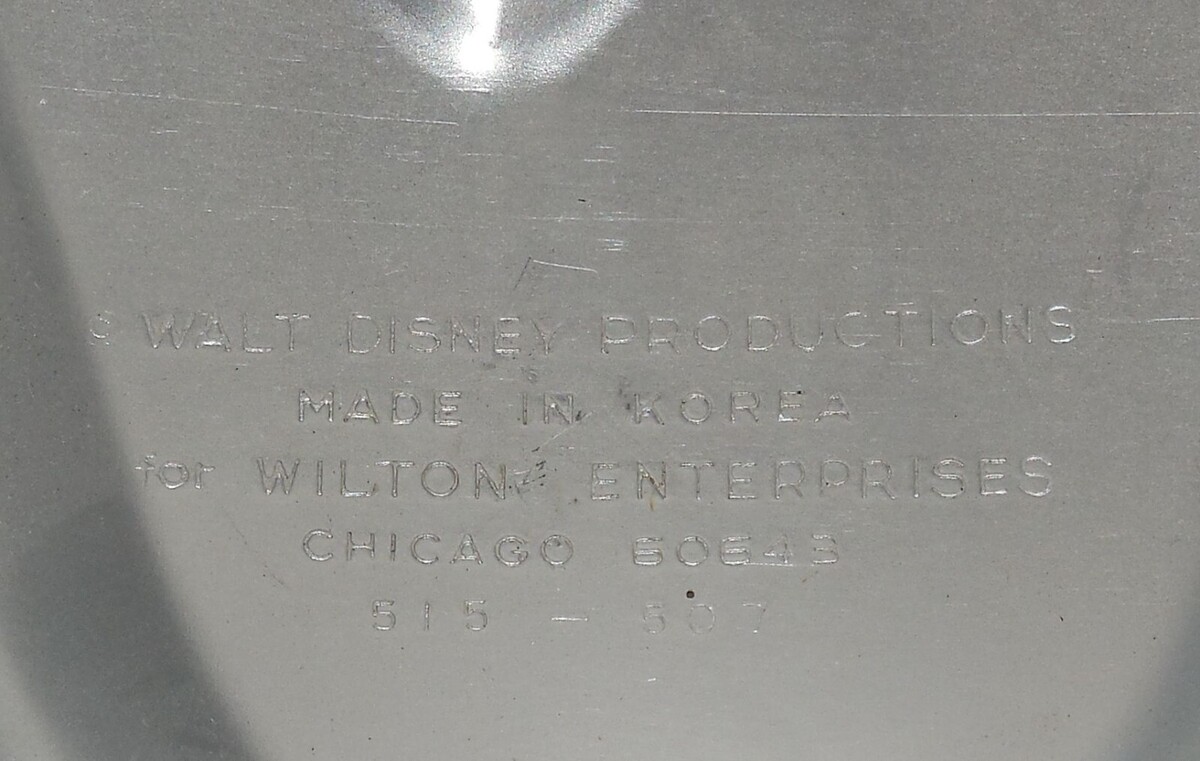 © WALT DISNEY PRODUCTIONS
MADE IN KOREA
for WILTON ENTERPRISES
CHICAGO 60643
515 - 507